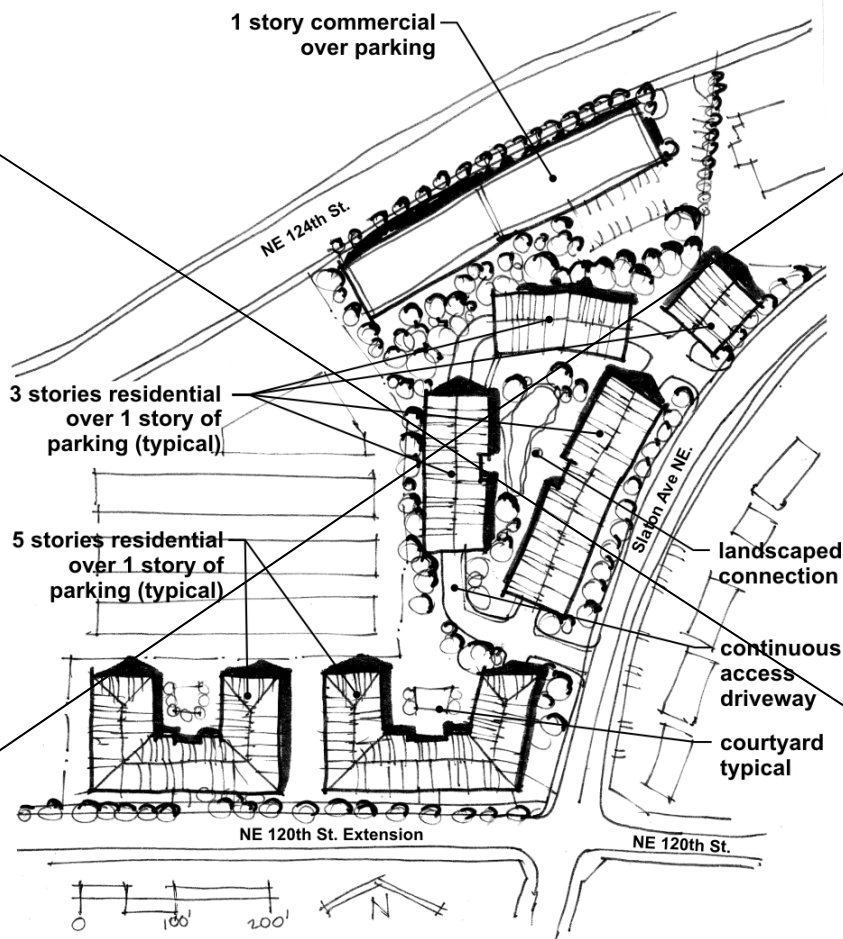 1 story commercial
over parking
NE 124th St.
3 stories residential
over 1 story of
parking (typical)
Slaton Ave NE.
5 stories residential
over 1 story of
parking (typical)
landscaped
connection
continuous
access
driveway
courtyard
typical
NE 120th St. Extension
NE 120th St.
0 100' 200'
N